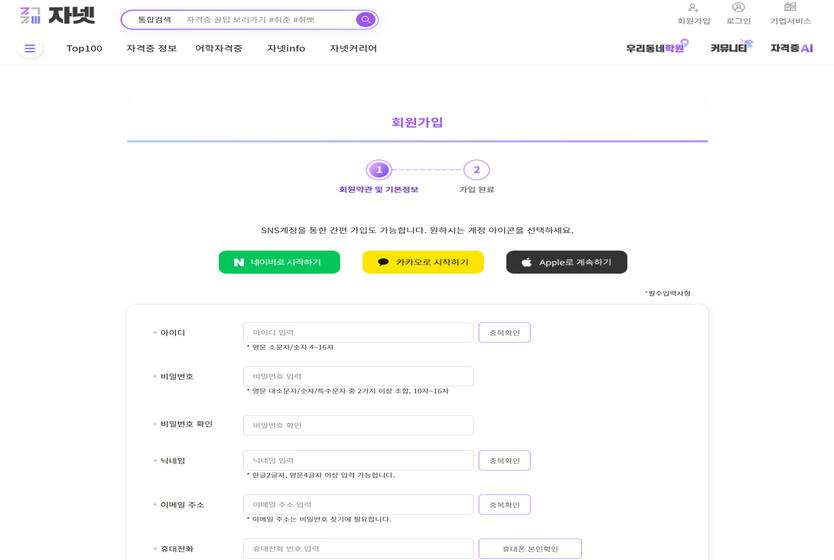 자넷
통합검색 자격증 꿀팁 보러가기 #취준 #취뽀
회원가입 로그인 기업서비스
Top100 자격증 정보 어학자격증 자넷info 자넷커리어
우리동네학원 커뮤니티 자격증AI
회원가입
1 2
회원약관 및 기본정보 가입 완료
SNS계정을 통한 간편 가입도 가능합니다. 원하시는 계정 아이콘을 선택하세요.
N 네이버로 시작하기 카카오로 시작하기 Apple로 계속하기
*필수입력사항
* 아이디 아이디 입력 중복확인
* 영문 소문자/숫자 4~16자
* 비밀번호 비밀번호 입력
* 영문 대소문자/숫자/특수문자 중 2가지 이상 조합, 10자~16자
* 비밀번호 확인 비밀번호 확인
* 닉네임 닉네임 입력 중복확인
* 한글2글자, 영문4글자 이상 입력 가능합니다.
* 이메일 주소 이메일 주소 입력 중복확인
* 이메일 주소는 비밀번호 찾기에 필요합니다.
* 휴대전화 휴대전화 번호 입력 휴대폰 본인확인